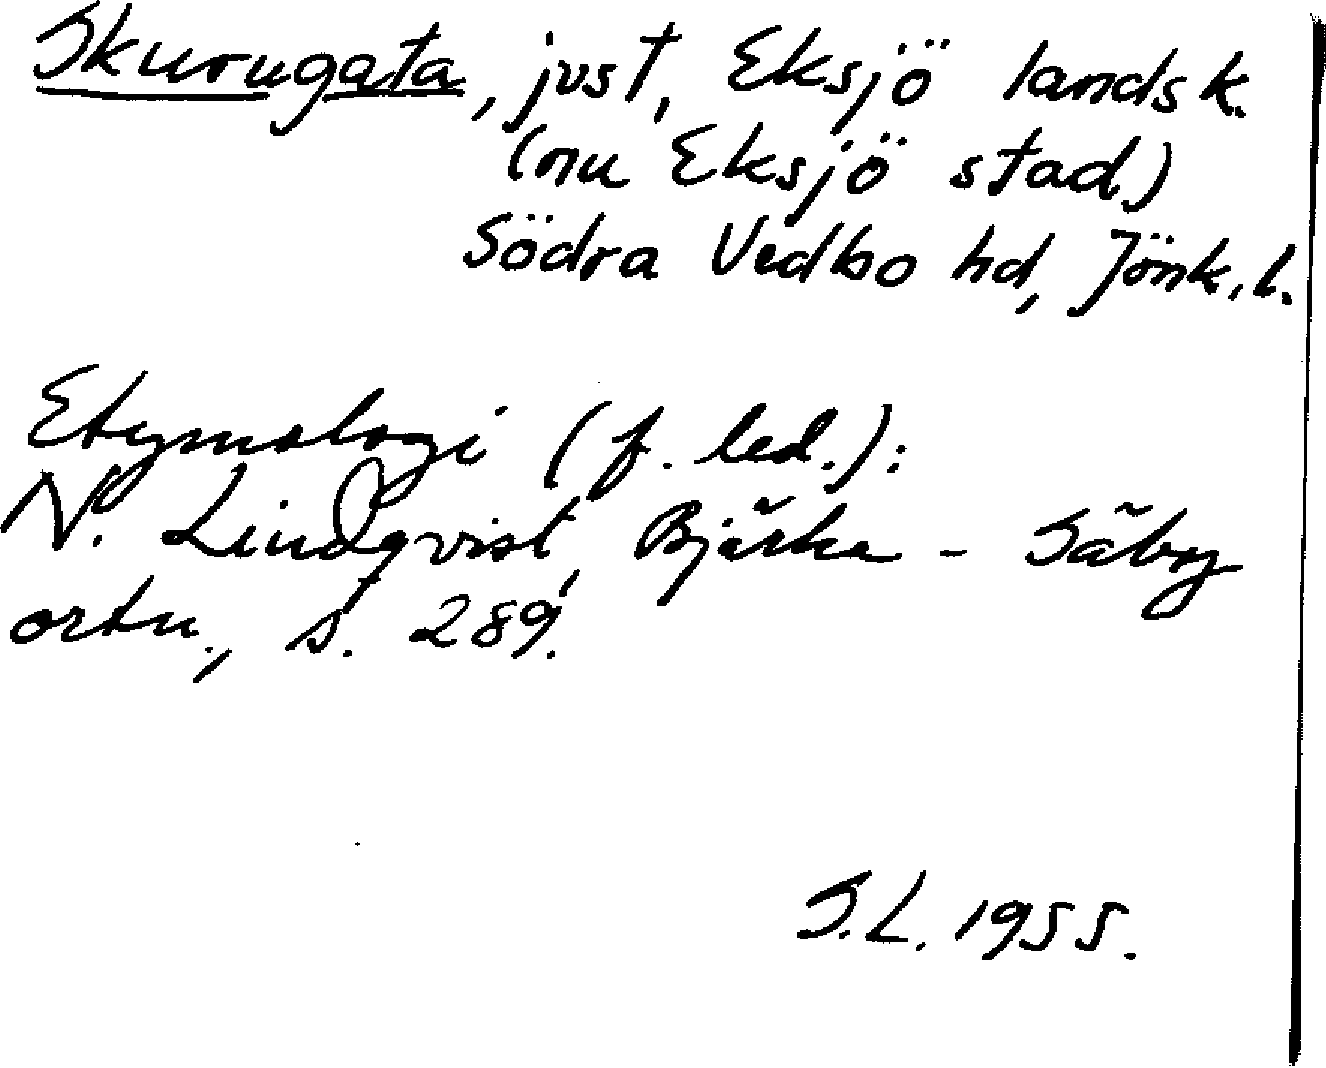 Skurugata, just, Eksjö landsk.
(nu Eksjö stad.)
Södra Vedbo hd, Jönk. l.
Etymologi (f. led.):
N. Lindqvist, Bjärka-Säby
ortn., s. 289.
S.L. 1955.